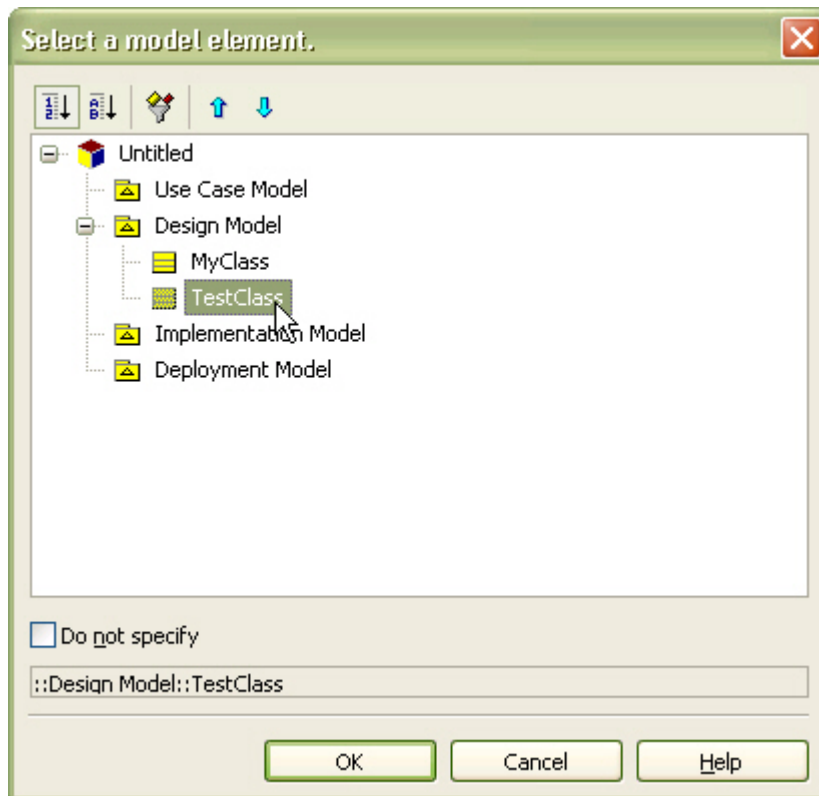 Select a model element.
Untitled
Use Case Model
Design Model
MyClass
TestClass
Implementation Model
Deployment Model
Do not specify
::Design Model::TestClass
OK Cancel Help